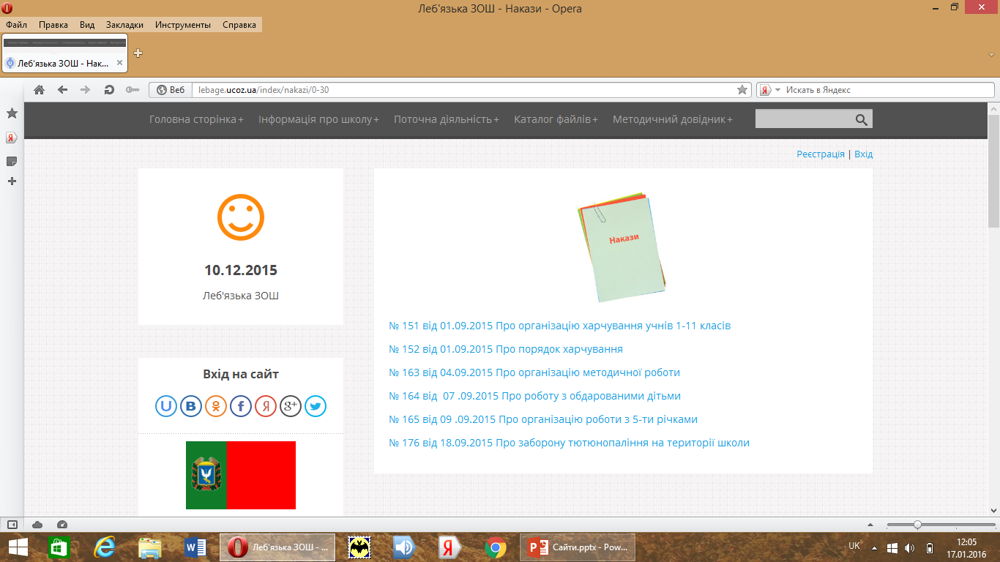 Леб'язька ЗОШ - Накази - Opera
Файл Правка Вид Закладки Инструменты Справка
Леб'язька ЗОШ - Нак...
Веб lebage.ucoz.ua/index/nakazi/0-30 Искать в Яндекс
Головна сторінка+ Інформація про школу+ Поточна діяльність+ Каталог файлів+ Методичний довідник+
Реєстрація | Вхід
10.12.2015
Леб'язька ЗОШ
Вхід на сайт
Накази
№ 151 від 01.09.2015 Про організацію харчування учнів 1-11 класів
№ 152 від 01.09.2015 Про порядок харчування
№ 163 від 04.09.2015 Про організацію методичної роботи
№ 164 від  07 .09.2015 Про роботу з обдарованими дітьми
№ 165 від 09 .09.2015 Про організацію роботи з 5-ти річками
№ 176 від 18.09.2015 Про заборону тютюнопаління на території школи
Леб'язька ЗОШ - ...
Сайти.pptx - Pow...
UK
12:05
17.01.2016